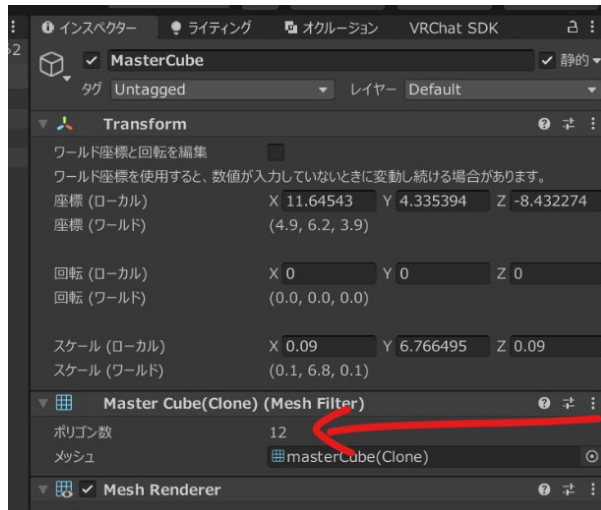 インスペクター ライティング オクルージョン VRChat SDK
MasterCube 静的
タグ Untagged レイヤー Default
Transform
ワールド座標と回転を編集
ワールド座標を使用すると、数値が入力していないときに変動し続ける場合があります。
座標 (ローカル) X 11.64543 Y 4.335394 Z -8.432274
座標 (ワールド) (4.9, 6.2, 3.9)
回転 (ローカル) X 0 Y 0 Z 0
回転 (ワールド) (0.0, 0.0, 0.0)
スケール (ローカル) X 0.09 Y 6.766495 Z 0.09
スケール (ワールド) (0.1, 6.8, 0.1)
Master Cube(Clone) (Mesh Filter)
ポリゴン数 12
メッシュ masterCube(Clone)
Mesh Renderer